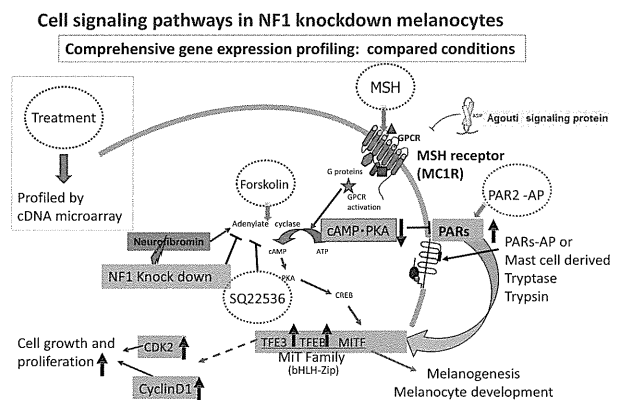 Cell signaling pathways in NF1 knockdown melanocytes
Comprehensive gene expression profiling: compared conditions
Treatment
Profiled by
cDNA microarray
MSH
GPCR
ASP
Agouti signaling protein
MSH receptor
(MC1R)
G proteins
GPCR
activation
Forskolin
PAR2 -AP
Adenylate cyclase
cAMP・PKA
PARs
Neurofibromin
cAMP
ATP
PARs-AP or
Mast cell derived
Tryptase
Trypsin
NF1 Knock down
PKA
SQ22536
CREB
TFE3
TFEB
MITF
MiT Family
(bHLH-Zip)
Cell growth and
proliferation
CDK2
CyclinD1
Melanogenesis
Melanocyte development